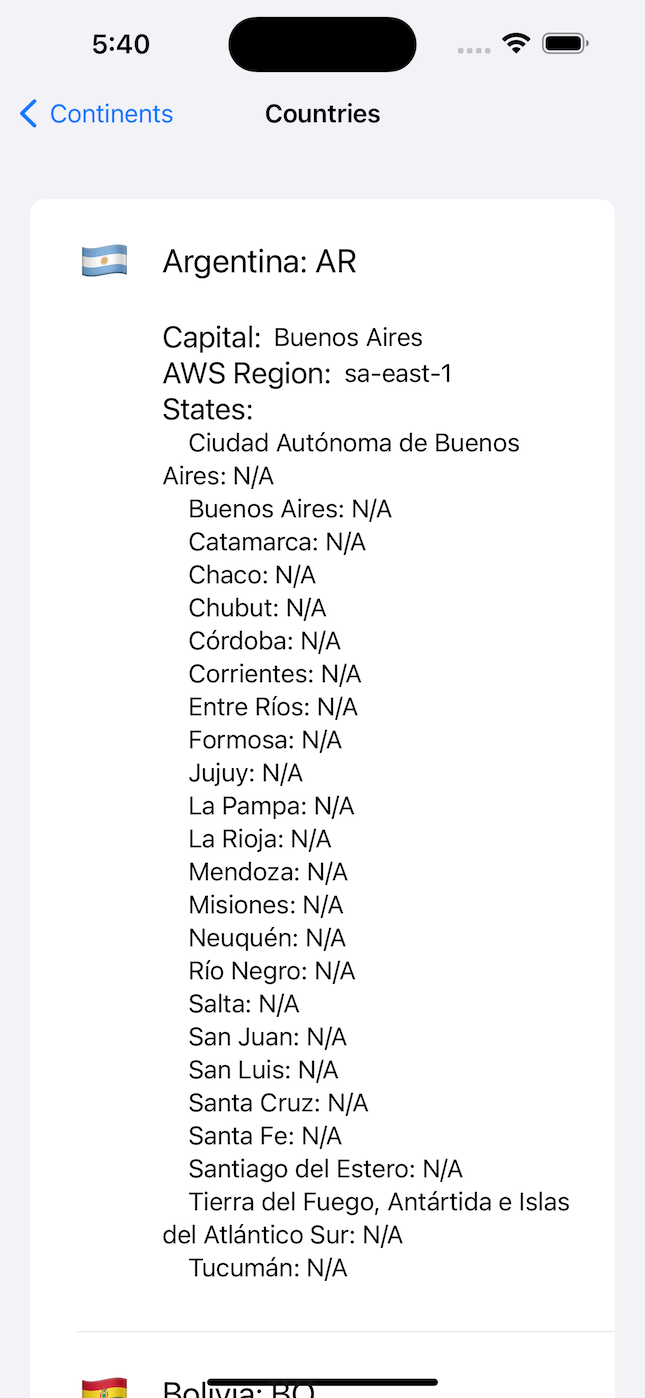 5:40
Continents
Countries
Argentina: AR
Capital: Buenos Aires
AWS Region: sa-east-1
States:
Ciudad Autónoma de Buenos
Aires: N/A
Buenos Aires: N/A
Catamarca: N/A
Chaco: N/A
Chubut: N/A
Córdoba: N/A
Corrientes: N/A
Entre Ríos: N/A
Formosa: N/A
Jujuy: N/A
La Pampa: N/A
La Rioja: N/A
Mendoza: N/A
Misiones: N/A
Neuquén: N/A
Río Negro: N/A
Salta: N/A
San Juan: N/A
San Luis: N/A
Santa Cruz: N/A
Santa Fe: N/A
Santiago del Estero: N/A
Tierra del Fuego, Antártida e Islas
del Atlántico Sur: N/A
Tucumán: N/A
Bolivia: BO